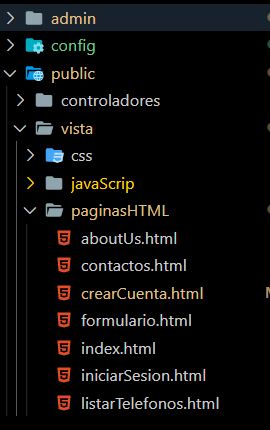 admin
config
public
controladores
vista
css
javaScrip
paginasHTML
aboutUs.html
contactos.html
crearCuenta.html
formulario.html
index.html
iniciarSesion.html
listarTelefonos.html